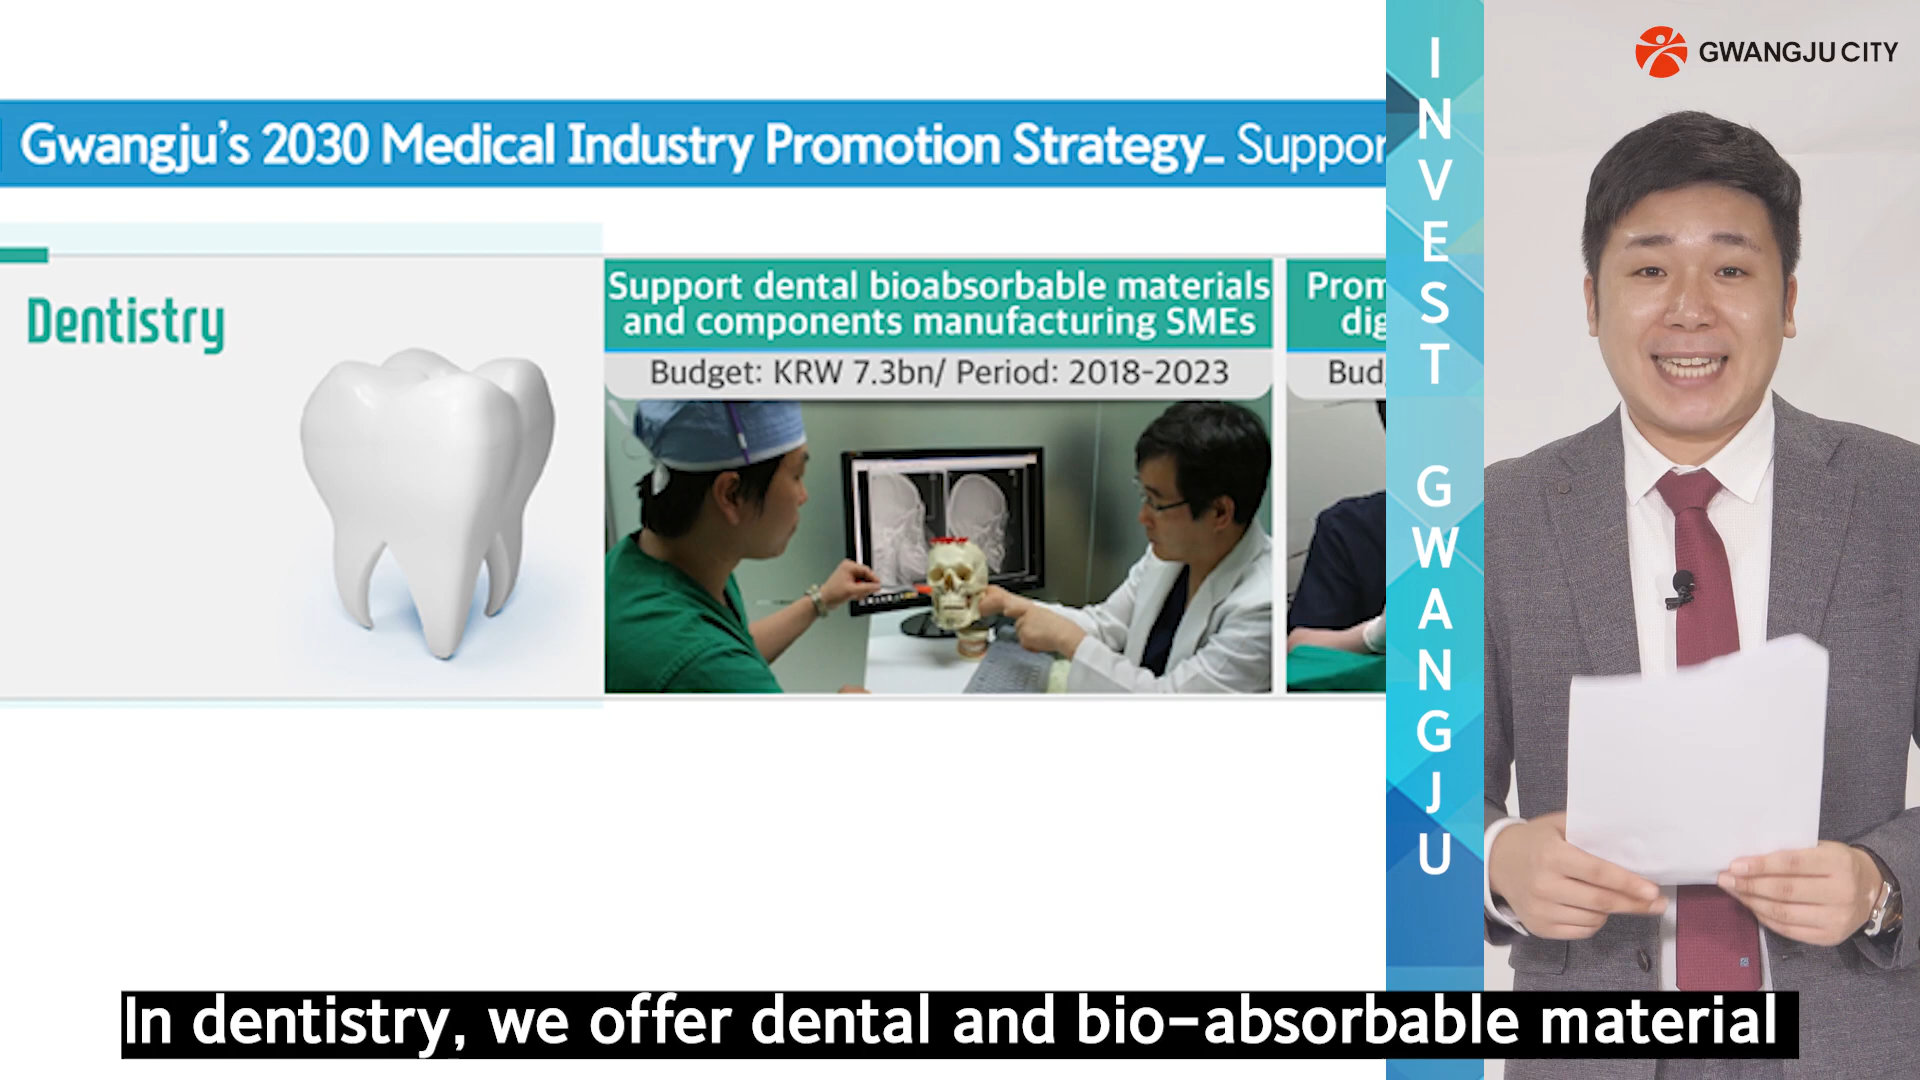 GWANGJU CITY
Gwangju's 2030 Medical Industry Promotion Strategy_ Suppor
Dentistry
Support dental bioabsorbable materials
and components manufacturing SMEs
Budget: KRW 7.3bn/ Period: 2018-2023
Prom
dig
Bud
INVEST GWANGJU
In dentistry, we offer dental and bio-absorbable material